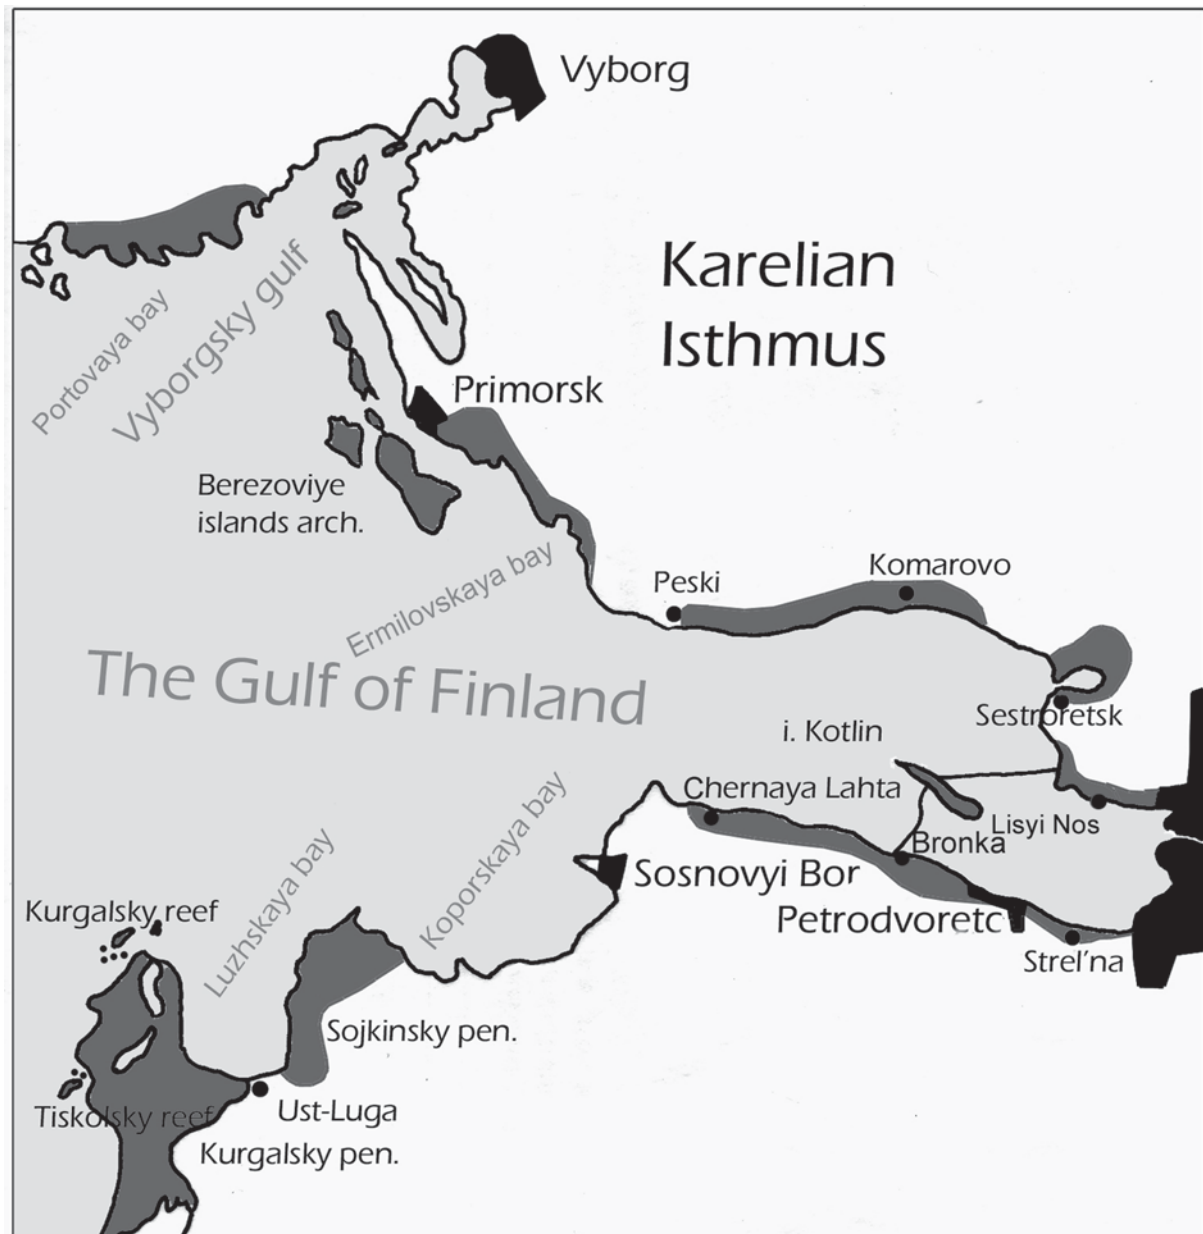 Vyborg
Karelian
Isthmus
Portovaya bay
Vyborgsky gulf
Primorsk
Berezoviye
islands arch.
Ermilovskaya bay
Peski
Komarovo
The Gulf of Finland
Sestroretsk
i. Kotlin
Chernaya Lahta
Lisyi Nos
Bronka
Sosnovyi Bor
Petrodvoretc
Strel'na
Koporskaya bay
Luzhskaya bay
Kurgalsky reef
Sojkinsky pen.
Tiskolsky reef
Ust-Luga
Kurgalsky pen.